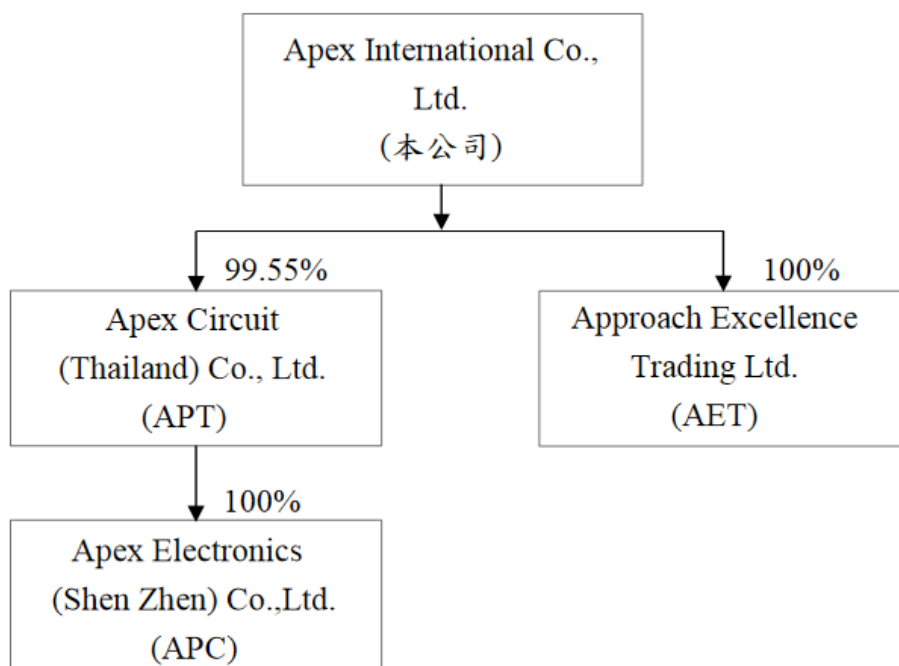 Apex International Co.,
Ltd.
(本公司)
99.55%
100%
Apex Circuit
(Thailand) Co., Ltd.
(APT)
Approach Excellence
Trading Ltd.
(AET)
100%
Apex Electronics
(Shen Zhen) Co.,Ltd.
(APC)